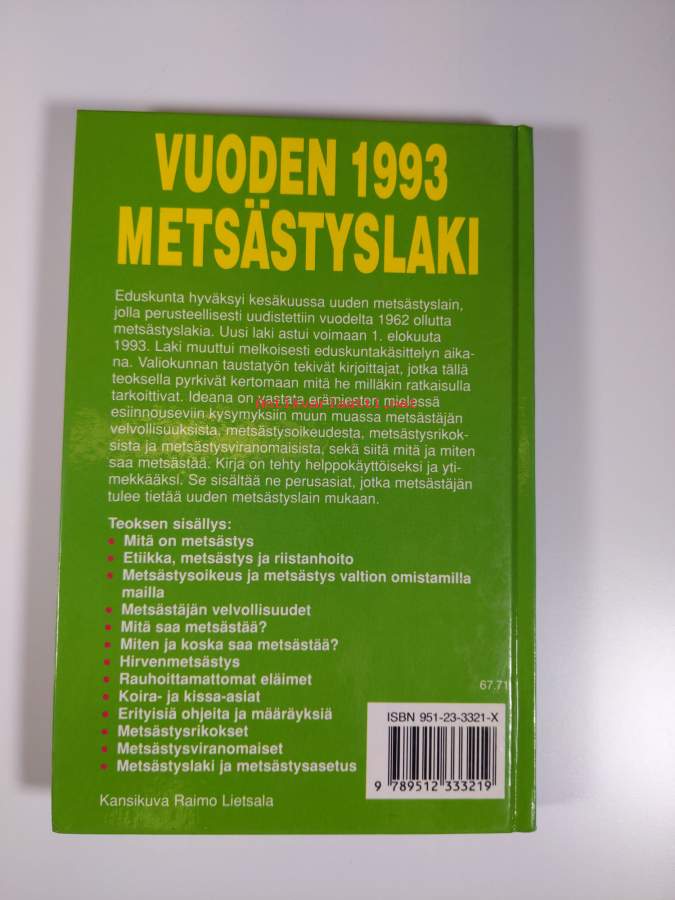 VUODEN 1993
METSÄSTYSLAKI
Eduskunta hyväksyi kesäkuussa uuden metsästyslain,
jolla perusteellisesti uudistettiin vuodelta 1962 ollutta
metsästyslakia. Uusi laki astui voimaan 1. elokuuta
1993. Laki muuttui melkoisesti eduskuntakäsittelyn aika-
na. Valiokunnan taustatyön tekivät kirjoittajat, jotka tällä
teoksella pyrkivät kertomaan mitä he milläkin ratkaisulla
tarkoittivat. Ideana on vastata erämiesten mielessä
esiinnouseviin kysymyksiin muun muassa metsästäjän
velvollisuuksista, metsästysoikeudesta, metsästysrikok-
sista ja metsästysviranomaisista, sekä siitä mitä ja miten
saa metsästää. Kirja on tehty helppokäyttöiseksi ja yti-
mekkääksi. Se sisältää ne perusasiat, jotka metsästäjän
tulee tietää uuden metsästyslain mukaan.
Teoksen sisällys:
• Mitä on metsästys
• Etiikka, metsästys ja riistanhoito
• Metsästysoikeus ja metsästys valtion omistamilla
mailla
• Metsästäjän velvollisuudet
• Mitä saa metsästää?
• Miten ja koska saa metsästää?
• Hirvenmetsästys
• Rauhoittamattomat eläimet
• Koira- ja kissa-asiat
• Erityisiä ohjeita ja määräyksiä
• Metsästysrikokset
• Metsästysviranomaiset
• Metsästyslaki ja metsästysasetus
Kansikuva Raimo Lietsala
67.71
ISBN 951-23-3321-X
9 789512 333219